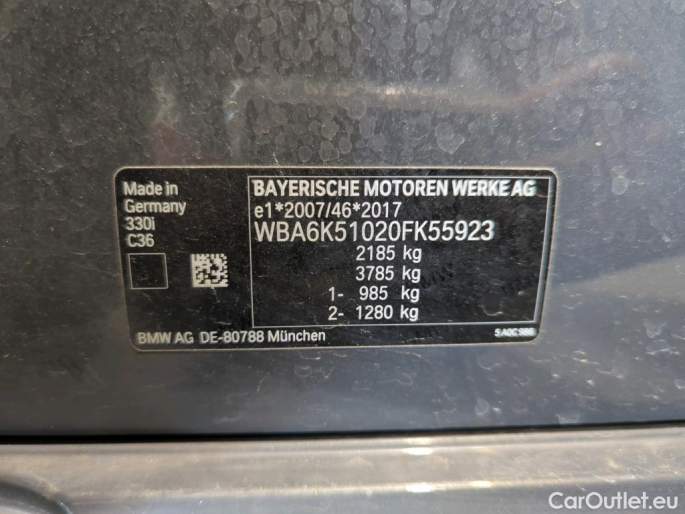 Made in
Germany
330i
C36
BMW AG DE-80788 München
BAYERISCHE MOTOREN WERKE AG
e1*2007/46*2017
WBA6K51020FK55923
2185 kg
3785 kg
1- 985 kg
2- 1280 kg
CarOutlet.eu